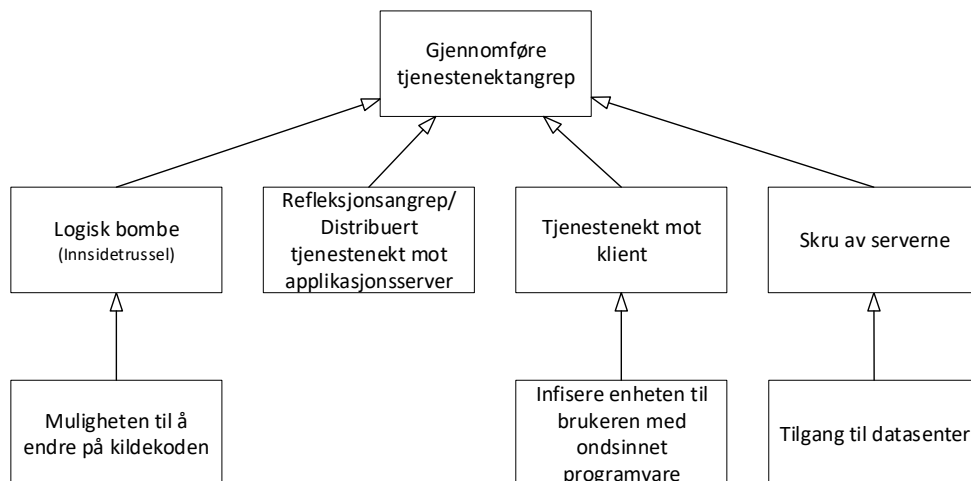 Gjennomføre
tjenestenektangrep
Logisk bombe
(Innsidetrussel)
Refleksjonsangrep/
Distribuert
tjenestenekt mot
applikasjonsserver
Tjenestenekt mot
klient
Skru av serverne
Muligheten til å
endre på kildekoden
Infisere enheten til
brukeren med
ondsinnet
programvare
Tilgang til datasenter